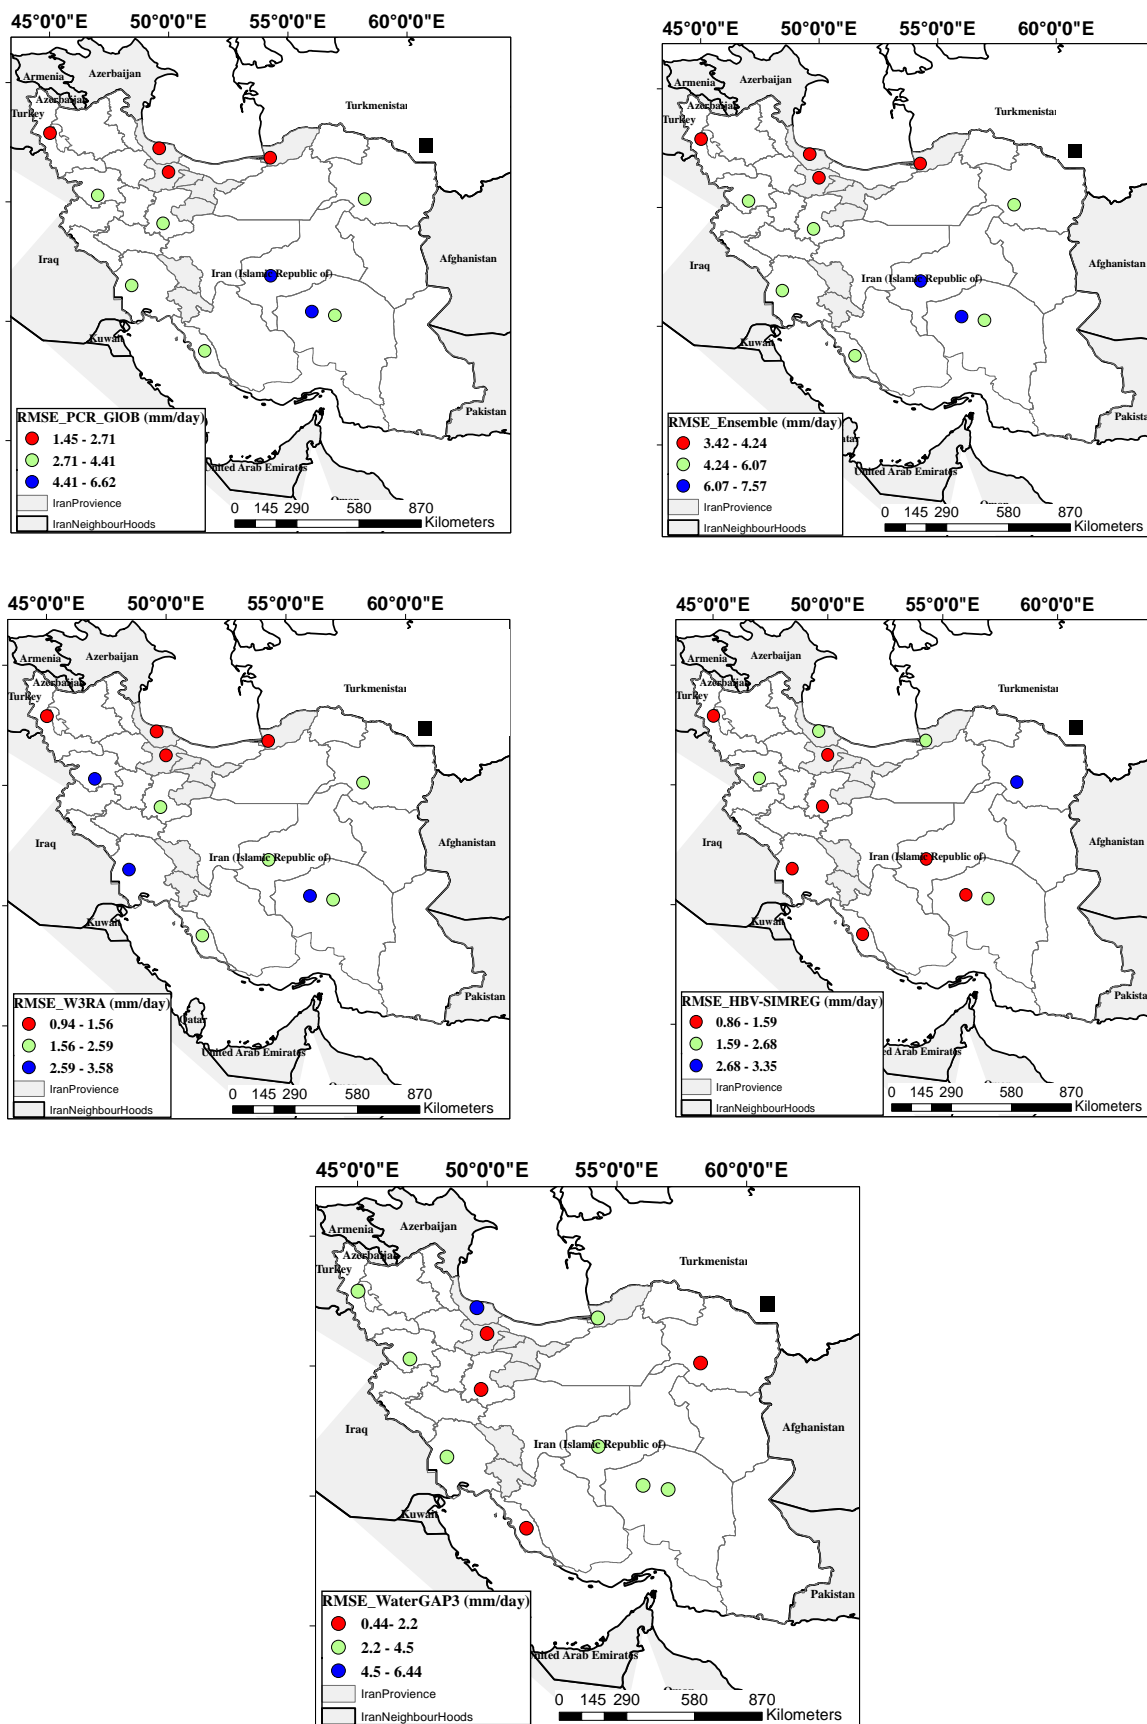 45°0'0"E 50°0'0"E 55°0'0"E 60°0'0"E
Armenia
Azerbaijan
Azerbaijan
Turkey
Turkmenistan
Iraq
Iran (Islamic Republic of)
Afghanistan
Kuwait
Pakistan
United Arab Emirates
RMSE_PCR_GlOB (mm/day)
1.45 - 2.71
2.71 - 4.41
4.41 - 6.62
IranProvience
IranNeighbourHoods
0 145 290 580 870
Kilometers
45°0'0"E 50°0'0"E 55°0'0"E 60°0'0"E
Armenia
Azerbaijan
Azerbaijan
Turkey
Turkmenistan
Iraq
Iran (Islamic Republic of)
Afghanistan
Kuwait
Pakista
atar
United Arab Emirates
Oman
RMSE_Ensemble (mm/day)
3.42 - 4.24
4.24 - 6.07
6.07 - 7.57
IranProvience
IranNeighbourHoods
0 145 290 580 870
Kilometers
45°0'0"E 50°0'0"E 55°0'0"E 60°0'0"E
Armenia
Azerbaijan
Azerbaijan
Turkey
Turkmenistan
Iraq
Iran (Islamic Republic of)
Afghanistan
Kuwait
Pakistan
Qatar
United Arab Emirates
RMSE_W3RA (mm/day)
0.94 - 1.56
1.56 - 2.59
2.59 - 3.58
IranProvience
IranNeighbourHoods
0 145 290 580 870
Kilometers
45°0'0"E 50°0'0"E 55°0'0"E 60°0'0"E
Armenia
Azerbaijan
Azerbaijan
Turkey
Turkmenistan
Iraq
Iran (Islamic Republic of)
Afghanistan
Kuwait
Pakista
ed Arab Emirates
RMSE_HBV-SIMREG (mm/day)
0.86 - 1.59
1.59 - 2.68
2.68 - 3.35
IranProvience
IranNeighbourHoods
0 145 290 580 870
Kilometers
45°0'0"E 50°0'0"E 55°0'0"E 60°0'0"E
Armenia
Azerbaijan
Azerbaijan
Turkey
Turkmenistan
Iraq
Iran (Islamic Republic of)
Afghanistan
Kuwait
Pakistan
United Arab Emirates
Oman
RMSE_WaterGAP3 (mm/day)
0.44- 2.2
2.2 - 4.5
4.5 - 6.44
IranProvience
IranNeighbourHoods
0 145 290 580 870
Kilometers